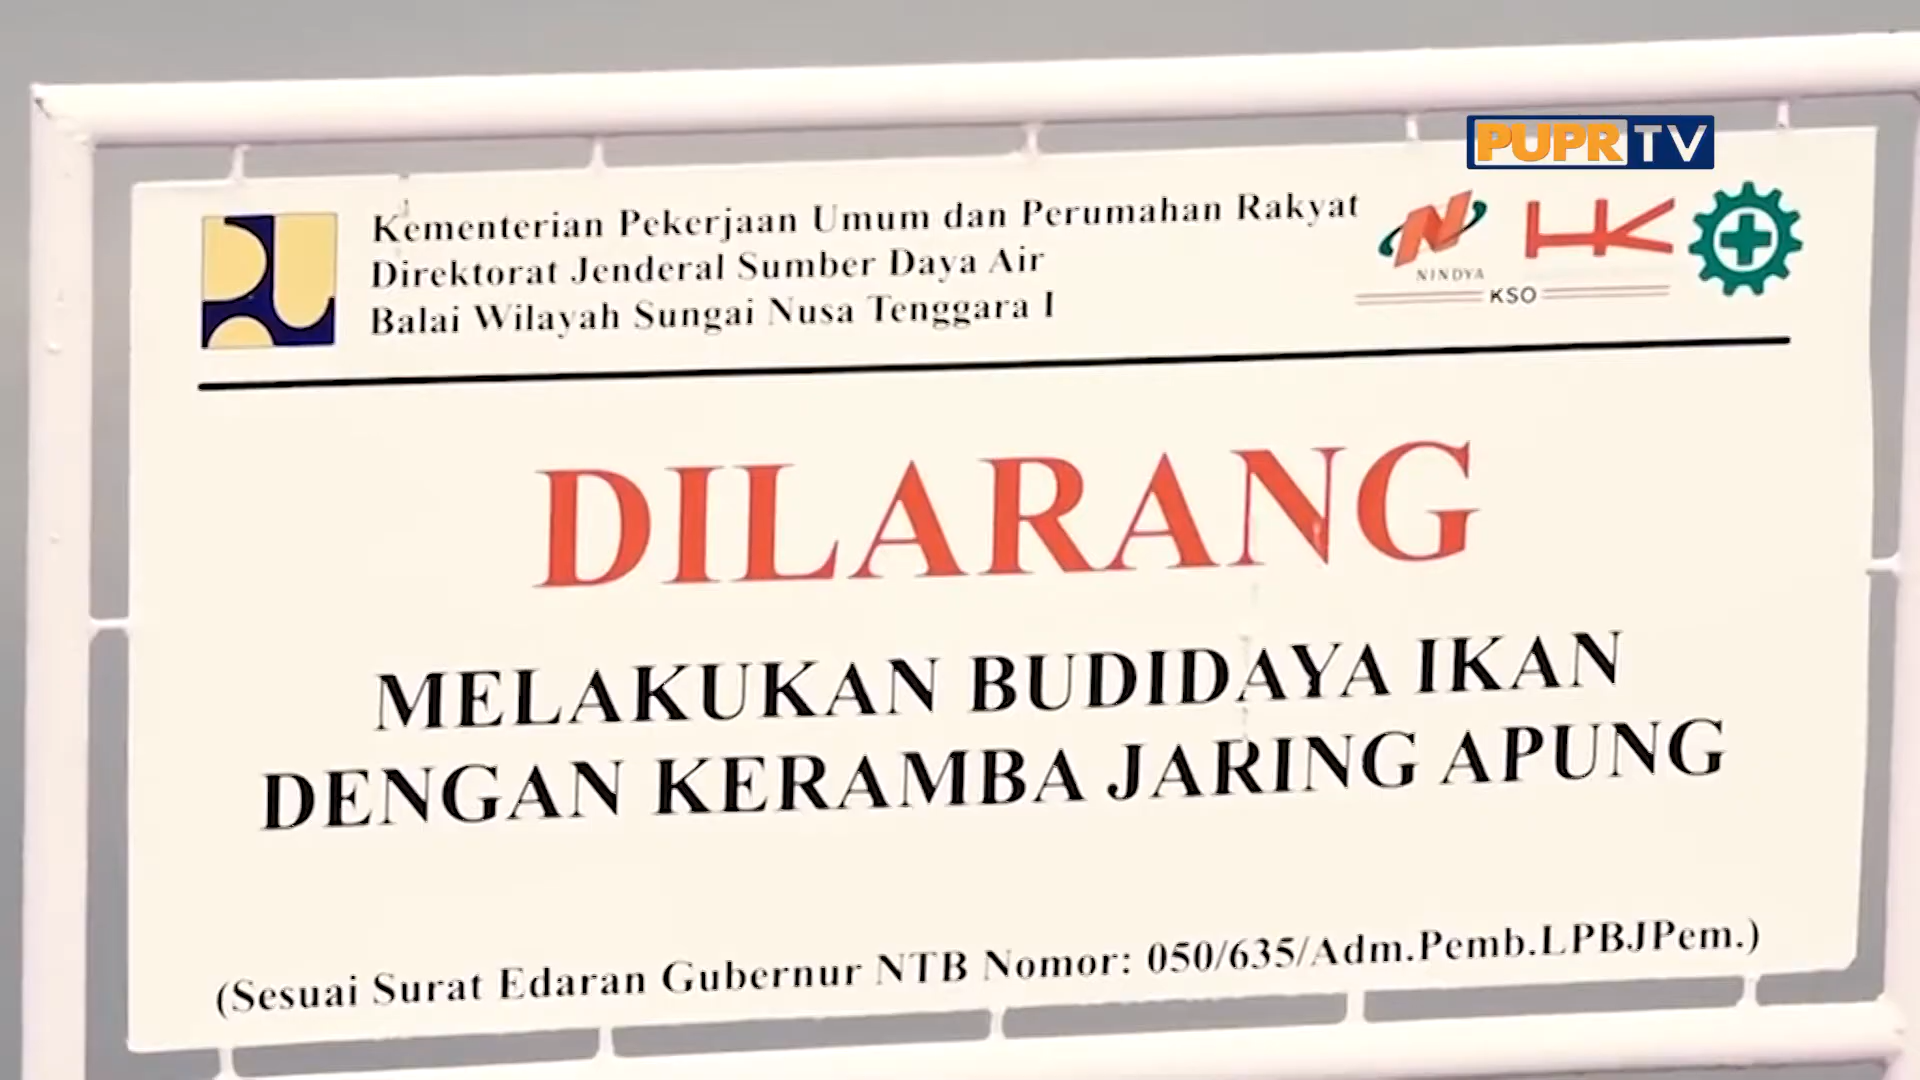 PUPR TV
Kementerian Pekerjaan Umum dan Perumahan Rakyat
Direktorat Jenderal Sumber Daya Air
Balai Wilayah Sungai Nusa Tenggara I
NINDYA
HK
KSO
DILARANG
MELAKUKAN BUDIDAYA IKAN
DENGAN KERAMBA JARING APUNG
(Sesuai Surat Edaran Gubernur NTB Nomor: 050/635/Adm.Pemb.LPBJPem.)